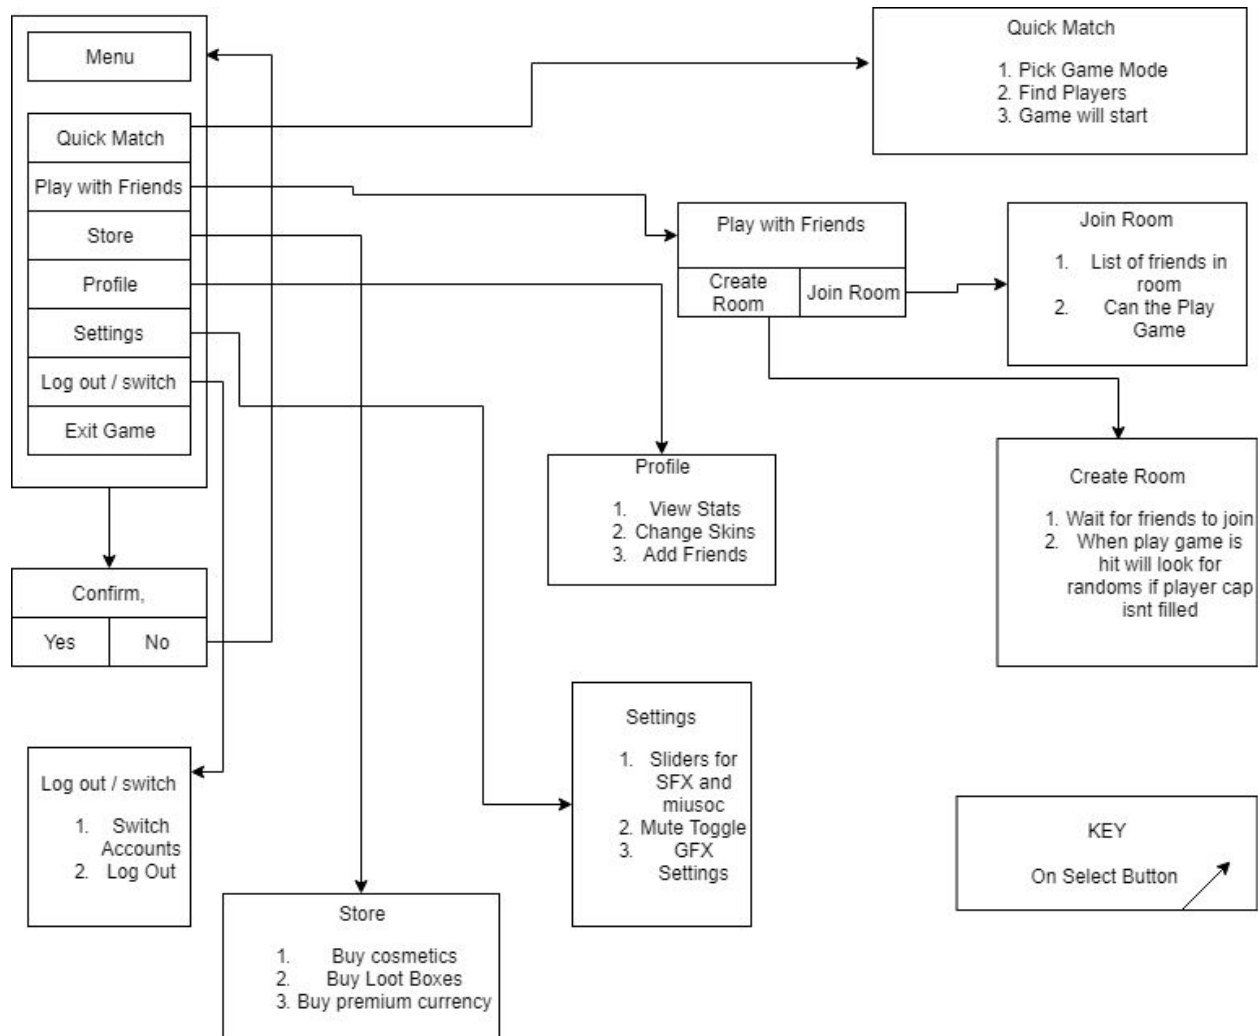 Menu
Quick Match
Play with Friends
Store
Profile
Settings
Log out / switch
Exit Game
Confirm,
Yes
No
Log out / switch
1. Switch
Accounts
2. Log Out
Store
1. Buy cosmetics
2. Buy Loot Boxes
3. Buy premium currency
Profile
1. View Stats
2. Change Skins
3. Add Friends
Settings
1. Sliders for
SFX and
miusoc
2. Mute Toggle
3. GFX
Settings
Quick Match
1. Pick Game Mode
2. Find Players
3. Game will start
Play with Friends
Create
Room
Join Room
Join Room
1. List of friends in
room
2. Can the Play
Game
Create Room
1. Wait for friends to join
2. When play game is
hit will look for
randoms if player cap
isnt filled
KEY
On Select Button